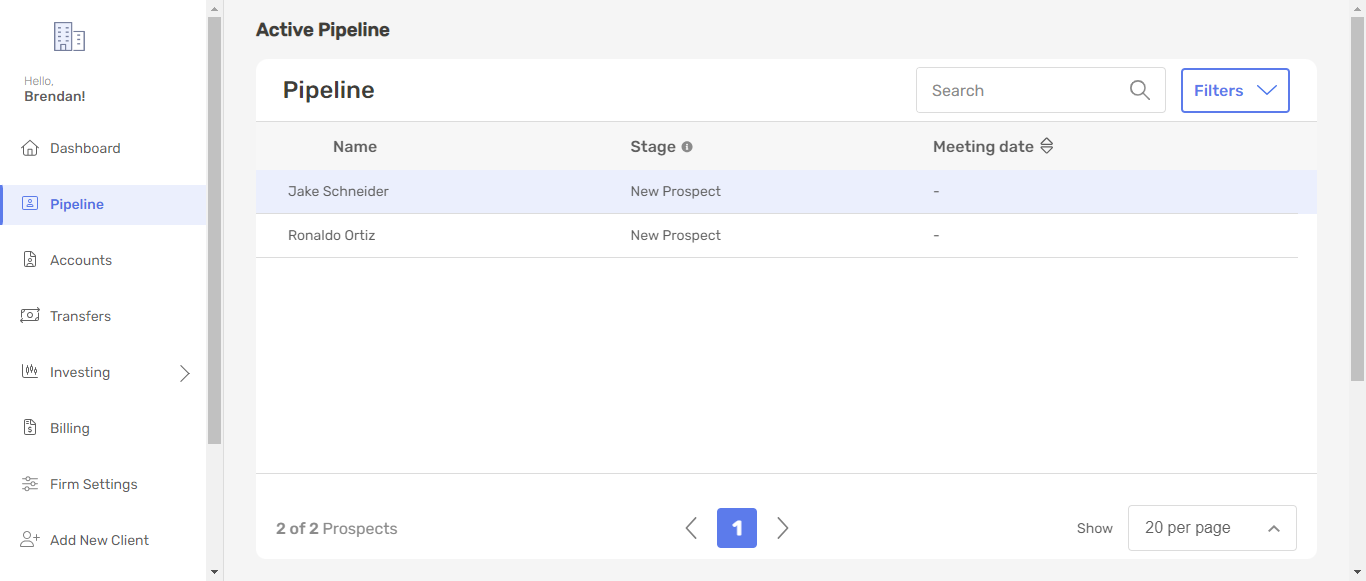 Hello,
Brendan!
Dashboard
Pipeline
Accounts
Transfers
Investing
Billing
Firm Settings
Add New Client
Active Pipeline
Pipeline
Search
Filters
Name Stage Meeting date
Jake Schneider New Prospect -
Ronaldo Ortiz New Prospect -
2 of 2 Prospects
1
Show 20 per page